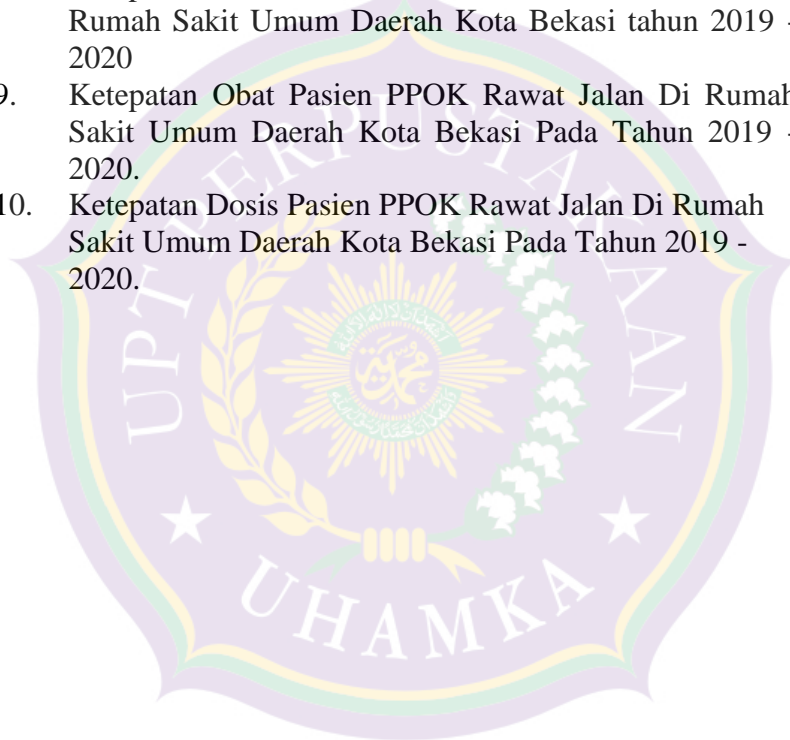 Rumah Sakit Umum Daerah Kota Bekasi tahun 2019 -
2020
9. Ketepatan Obat Pasien PPOK Rawat Jalan Di Rumah
Sakit Umum Daerah Kota Bekasi Pada Tahun 2019 -
2020.
10. Ketepatan Dosis Pasien PPOK Rawat Jalan Di Rumah
Sakit Umum Daerah Kota Bekasi Pada Tahun 2019 -
2020.
UPT PERPUSTAKAAN
UHAMKA